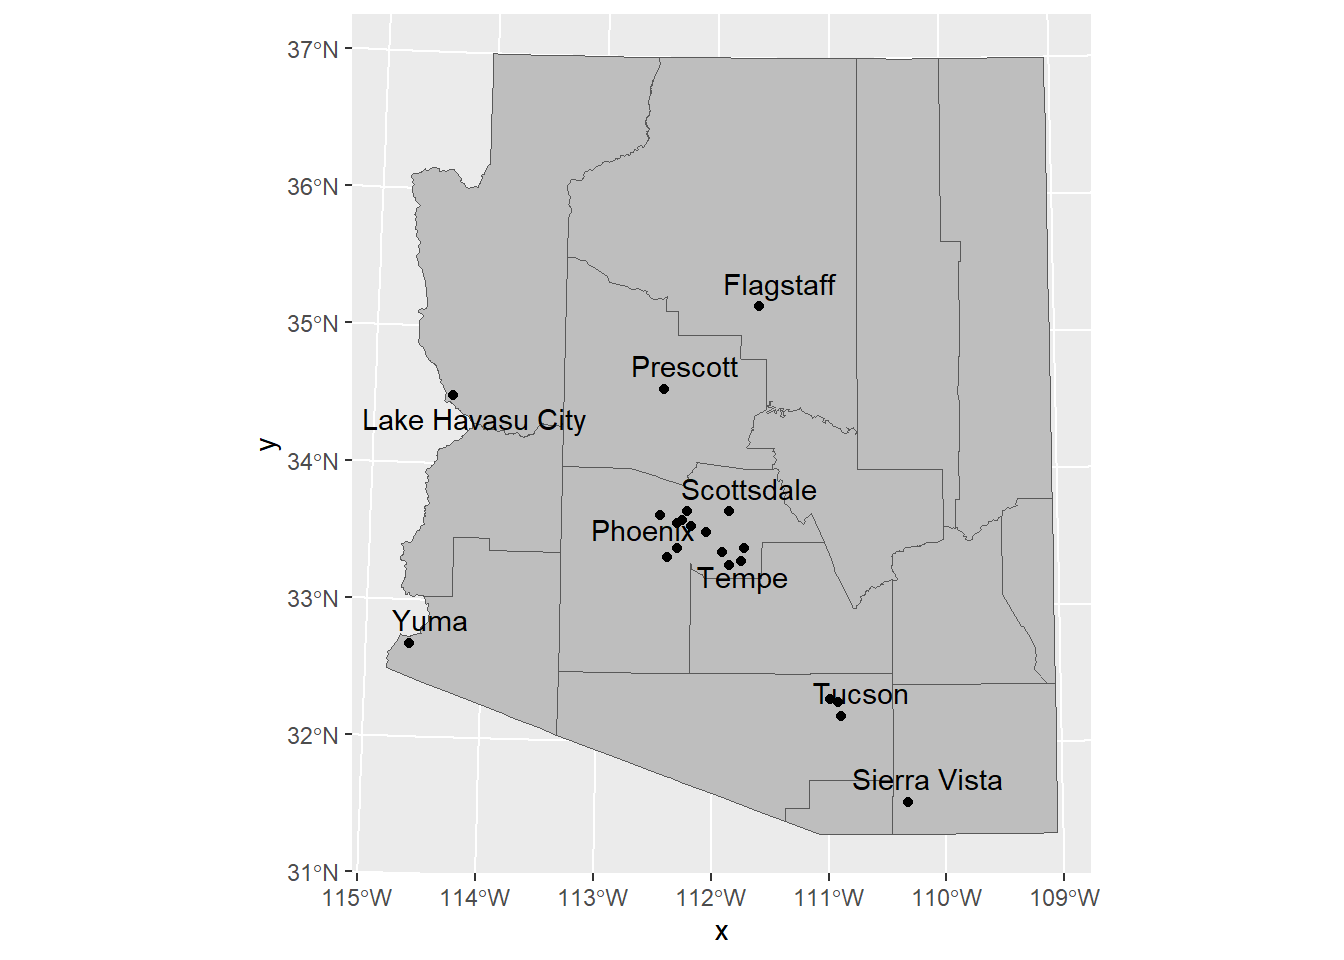 37°N
36°N
35°N
34°N
33°N
32°N
31°N
y
Flagstaff
Prescott
Lake Havasu City
Scottsdale
Phoenix
Tempe
Yuma
Tucson
Sierra Vista
115°W 114°W 113°W 112°W 111°W 110°W 109°W
x